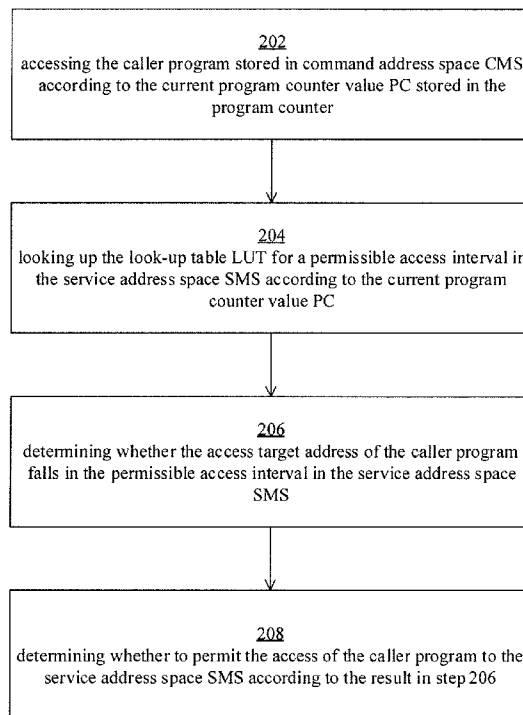 202
accessing the caller program stored in command address space CMS
according to the current program counter value PC stored in the
program counter
204
looking up the look-up table LUT for a permissible access interval in
the service address space SMS according to the current program
counter value PC
206
determining whether the access target address of the caller program
falls in the permissible access interval in the service address space
SMS
208
determining whether to permit the access of the caller program to the
service address space SMS according to the result in step 206